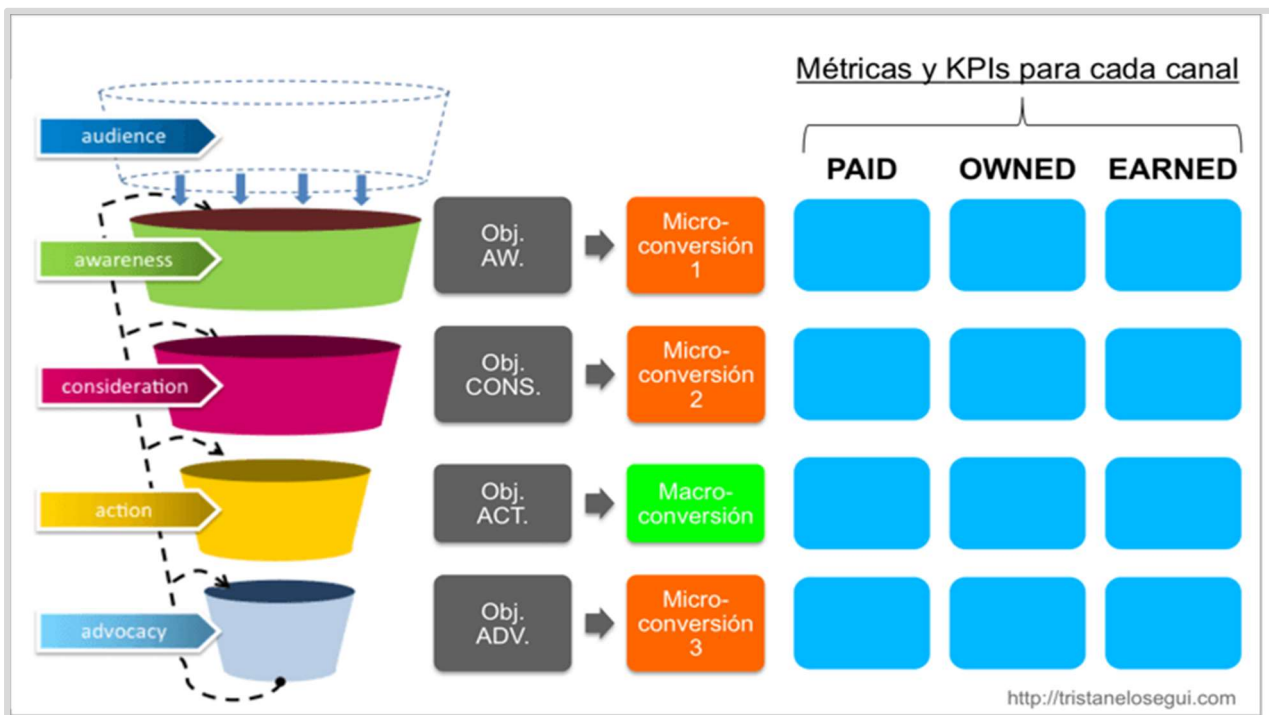 Métricas y KPIs para cada canal
PAID
OWNED
EARNED
audience
awareness
Obj.
AW.
Micro-
conversión
1
consideration
Obj.
CONS.
Micro-
conversión
2
action
Obj.
ACT.
Macro-
conversión
advocacy
Obj.
ADV.
Micro-
conversión
3
http://tristanelosegui.com